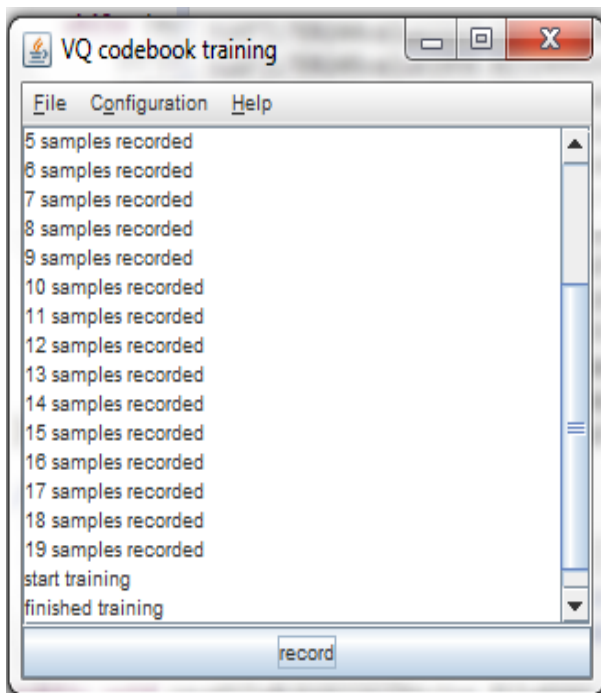 VQ codebook training
File Configuration Help
5 samples recorded
6 samples recorded
7 samples recorded
8 samples recorded
9 samples recorded
10 samples recorded
11 samples recorded
12 samples recorded
13 samples recorded
14 samples recorded
15 samples recorded
16 samples recorded
17 samples recorded
18 samples recorded
19 samples recorded
start training
finished training
record